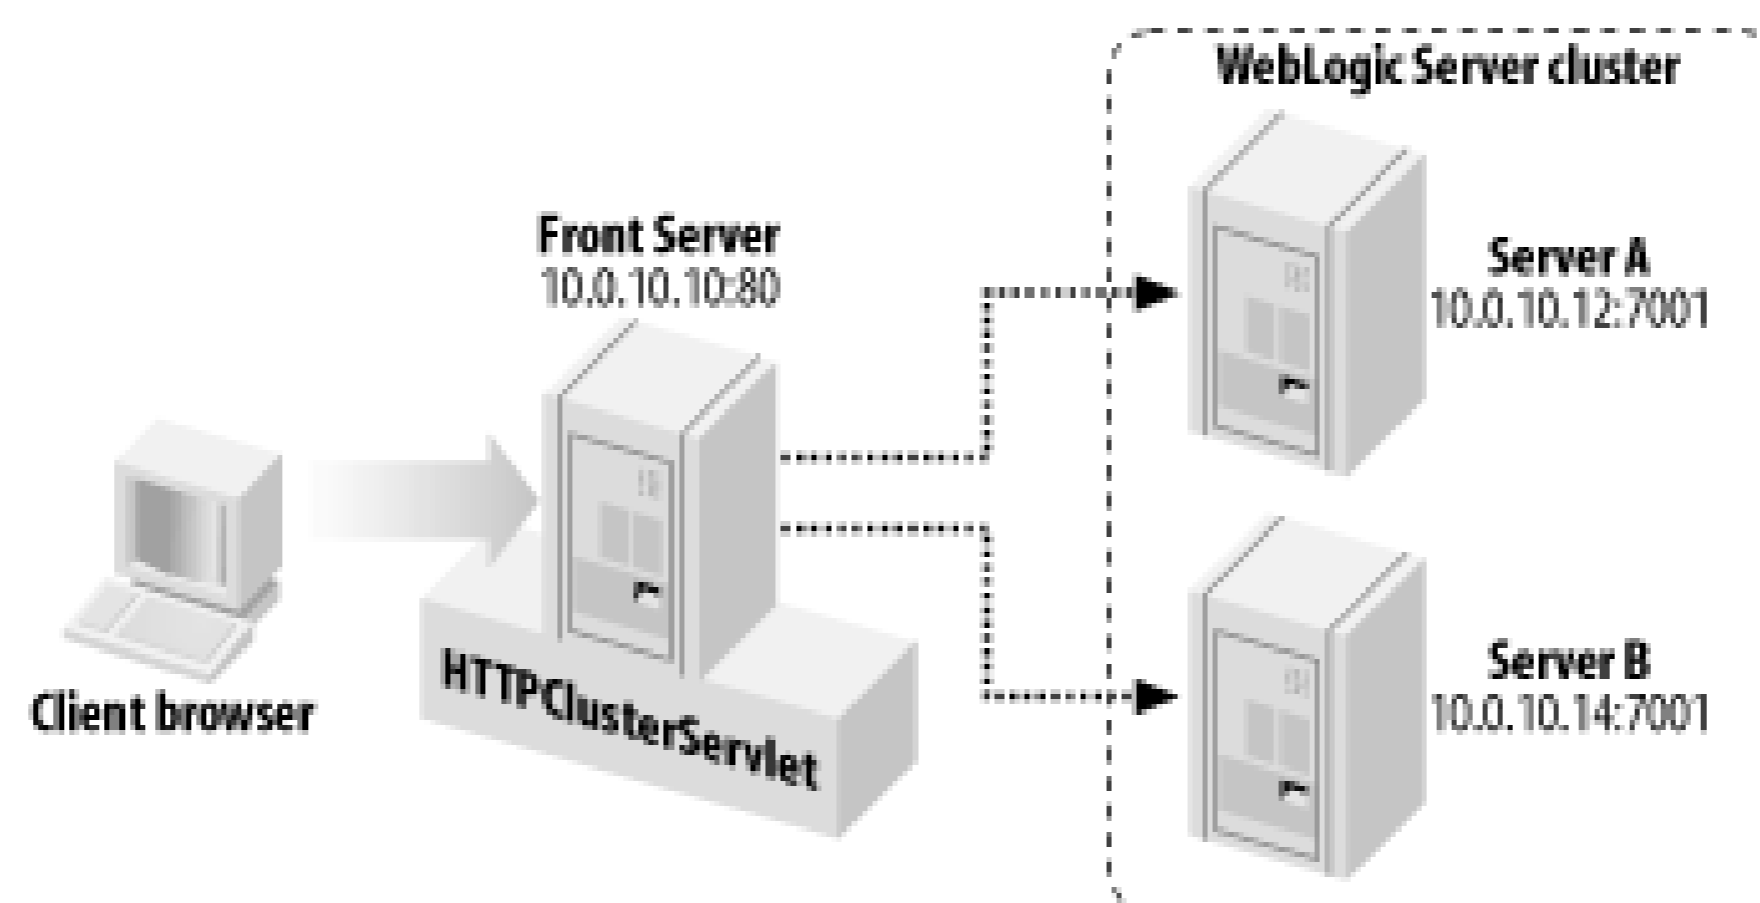 WebLogic Server cluster
Front Server
10.0.10.10:80
Server A
10.0.10.12:7001
Client browser
HTTPClusterServlet
Server B
10.0.10.14:7001